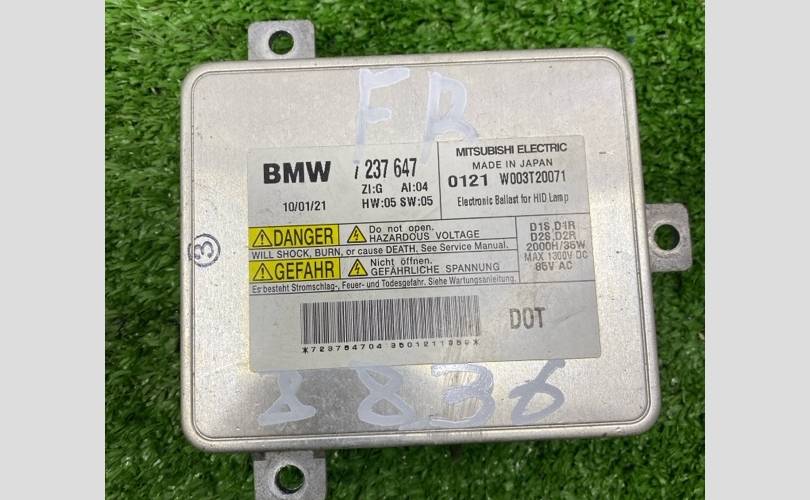 FR
BMW 7 237 647
ZI:G AI:04
10/01/21 HW:05 SW:05
MITSUBISHI ELECTRIC
MADE IN JAPAN
0121 W003T20071
Electronic Ballast for HID Lamp
DANGER Do not open.
HAZARDOUS VOLTAGE
WILL SHOCK, BURN, or cause DEATH. See Service Manual.
GEFAHR Nicht öffnen.
GEFÄHRLICHE SPANNUNG
Es besteht Stromschlag-, Feuer- und Todesgefahr. Siehe Wartungsanleitung.
D1S,D1R
D2S,D2R
2000H/35W
MAX 1300V DC
85V AC
3
DOT
8836